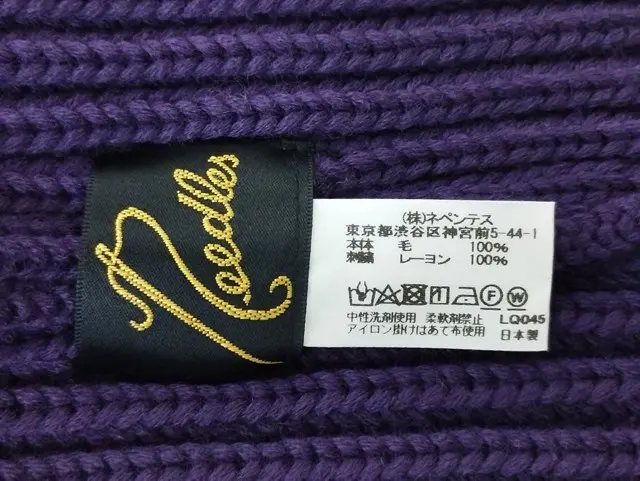 Needles
(株)ネペンテス
東京都渋谷区神宮前5-44-1
本体 毛 100%
刺繍 レーヨン 100%
中性洗剤使用 柔軟剤禁止 LQ045
アイロン掛けはあて布使用 日本製